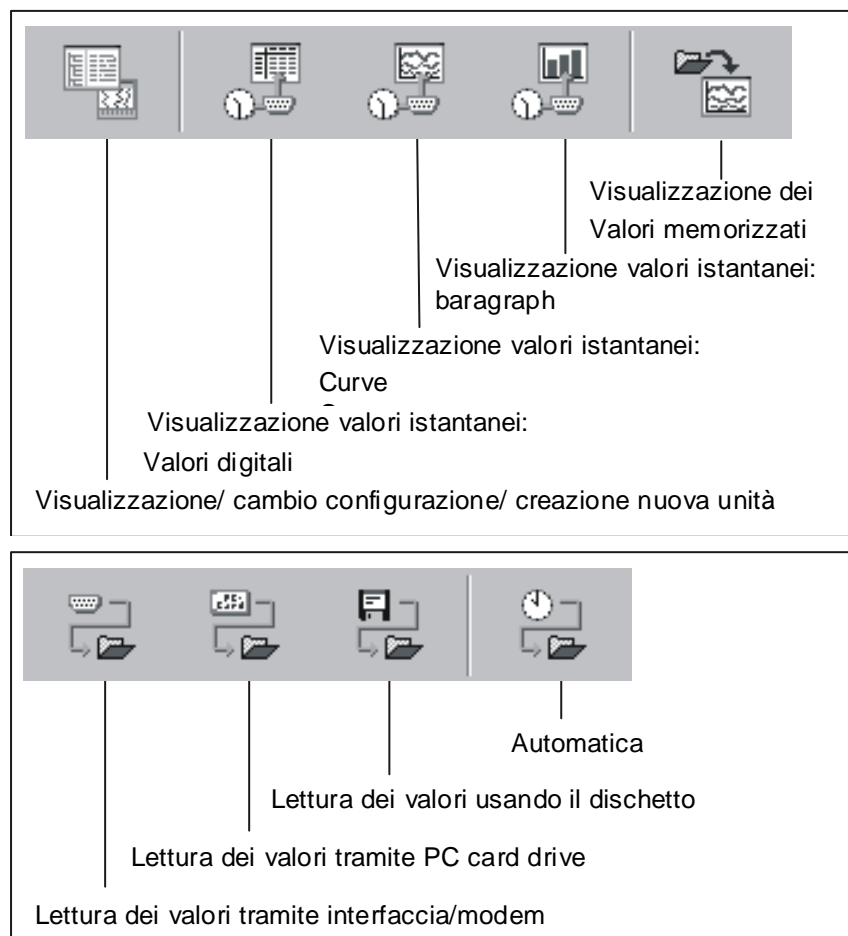 Visualizzazione dei
Valori memorizzati
Visualizzazione valori istantanei:
baragraph
Visualizzazione valori istantanei:
Curve
Visualizzazione valori istantanei:
Valori digitali
Visualizzazione/ cambio configurazione/ creazione nuova unità
Automatica
Lettura dei valori usando il dischetto
Lettura dei valori tramite PC card drive
Lettura dei valori tramite interfaccia/modem